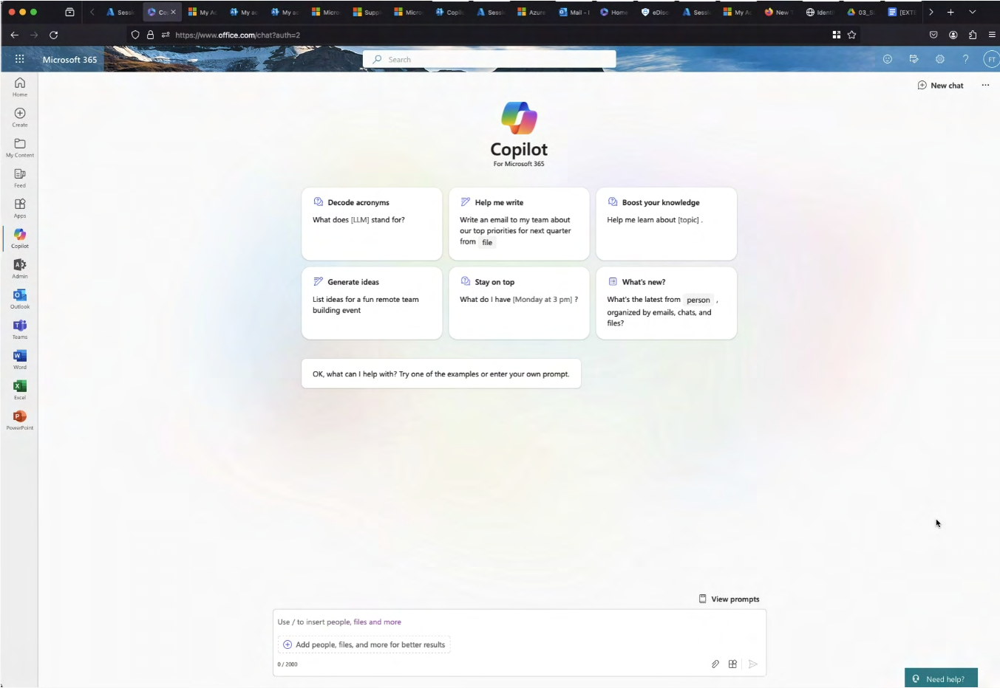 Sessi
Co
My A
My ac
My a
Micro
Suppl
Micro
Copil
Sessi
Azure
Mail - I
Home
eDisc
Sessi
My A
New T
Identi
03_S
[EXTE
https://www.office.com/chat?auth=2
Microsoft 365
Search
FT
New chat
Home
Create
My Content
Feed
Apps
Copilot
Admin
Outlook
Teams
Word
Excel
PowerPoint
Copilot
For Microsoft 365
Decode acronyms
What does [LLM] stand for?
Help me write
Write an email to my team about
our top priorities for next quarter
from file
Boost your knowledge
Help me learn about [topic] .
Generate ideas
List ideas for a fun remote team
building event
Stay on top
What do I have [Monday at 3 pm] ?
What's new?
What's the latest from person ,
organized by emails, chats, and
files?
OK, what can I help with? Try one of the examples or enter your own prompt.
View prompts
Use / to insert people, files and more
Add people, files, and more for better results
0 / 2000
Need help?